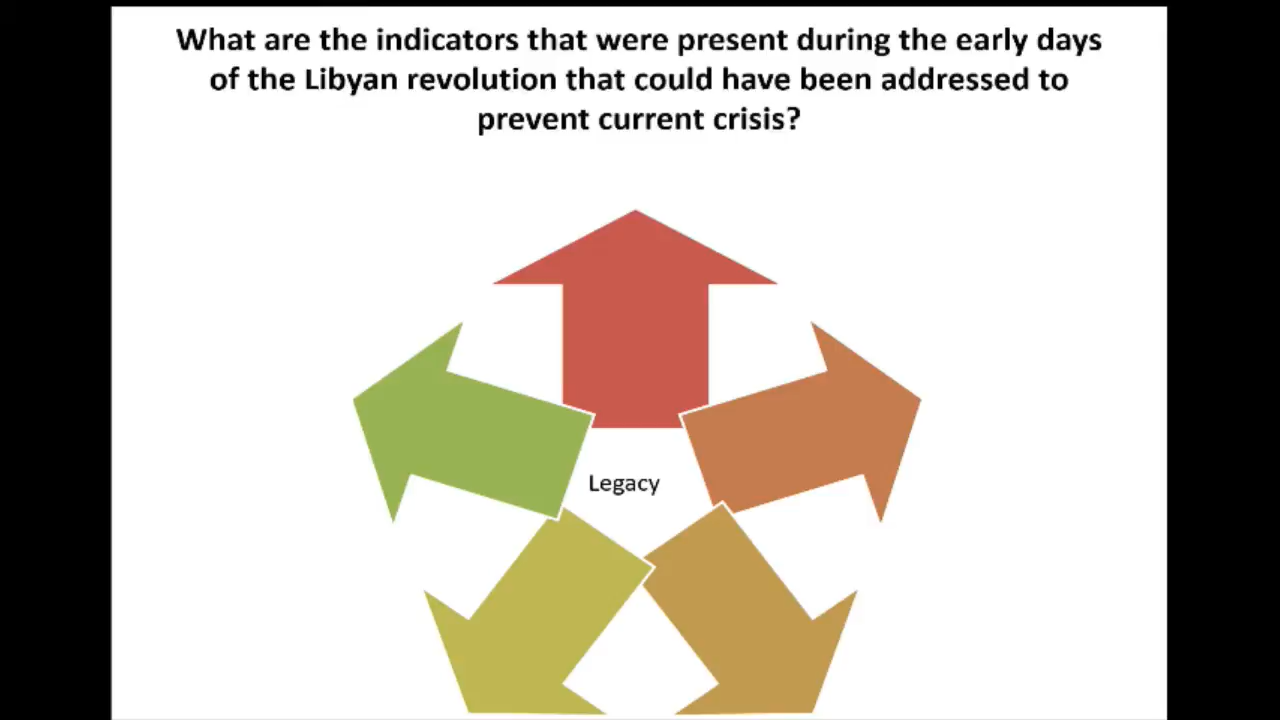 What are the indicators that were present during the early days
of the Libyan revolution that could have been addressed to
prevent current crisis?
Legacy